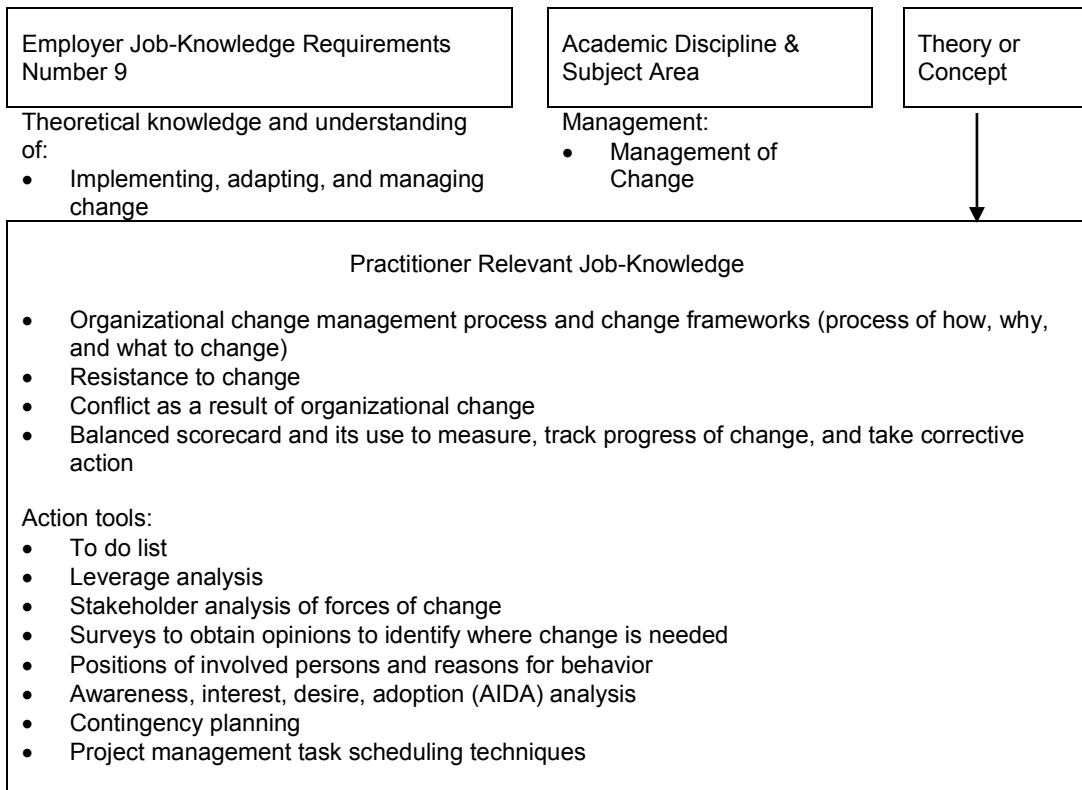 Employer Job-Knowledge Requirements
Number 9
Academic Discipline &
Subject Area
Theory or
Concept
Theoretical knowledge and understanding
of:
• Implementing, adapting, and managing
change
Management:
• Management of
Change
Practitioner Relevant Job-Knowledge
• Organizational change management process and change frameworks (process of how, why,
and what to change)
• Resistance to change
• Conflict as a result of organizational change
• Balanced scorecard and its use to measure, track progress of change, and take corrective
action
Action tools:
• To do list
• Leverage analysis
• Stakeholder analysis of forces of change
• Surveys to obtain opinions to identify where change is needed
• Positions of involved persons and reasons for behavior
• Awareness, interest, desire, adoption (AIDA) analysis
• Contingency planning
• Project management task scheduling techniques